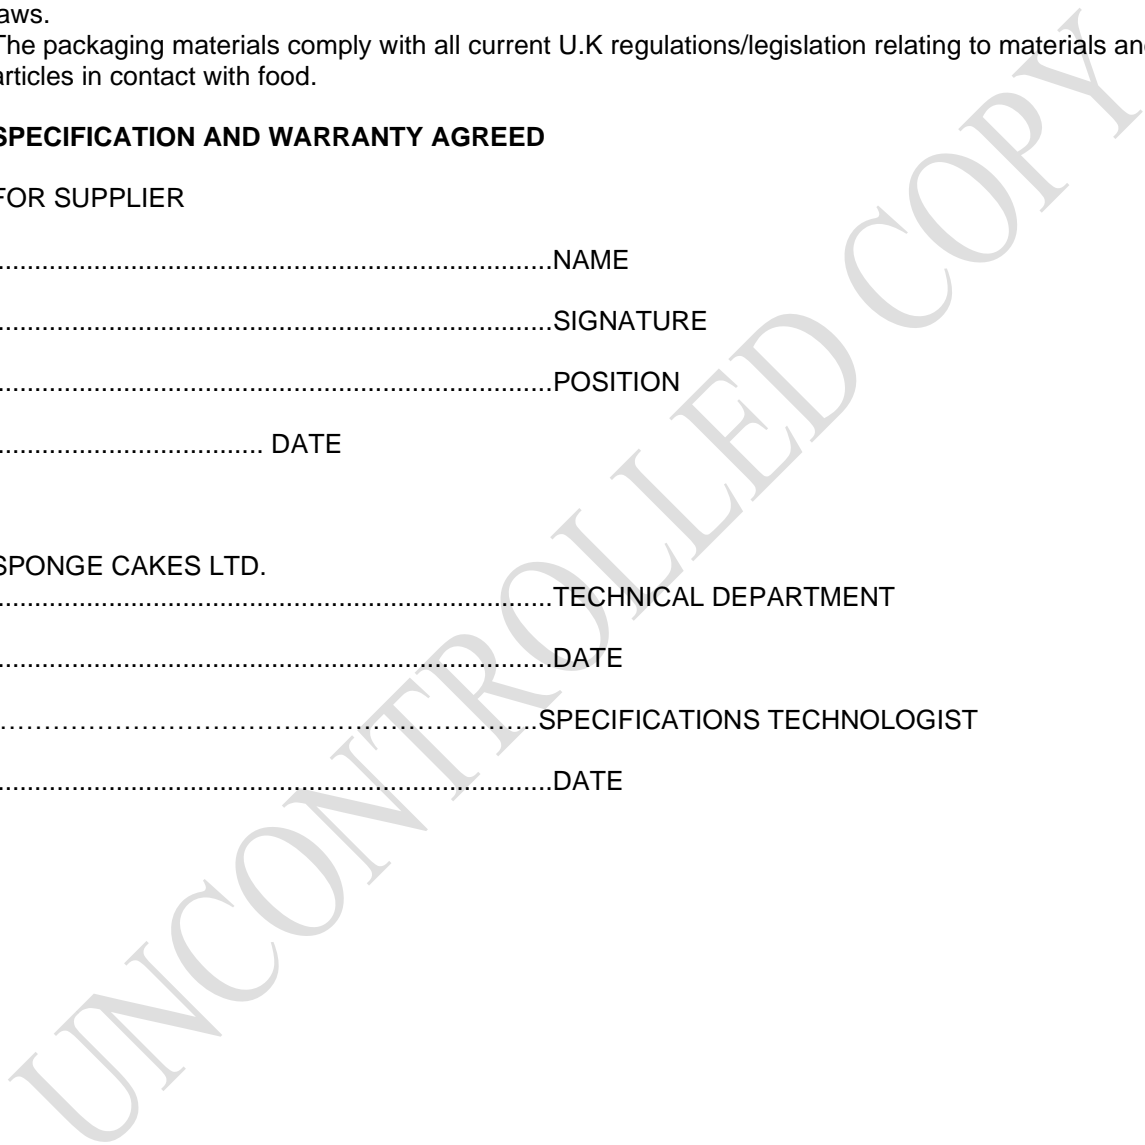 aws.
The packaging materials comply with all current U.K regulations/legislation relating to materials and
articles in contact with food.
SPECIFICATION AND WARRANTY AGREED
FOR SUPPLIER
..........................................................................NAME
..........................................................................SIGNATURE
..........................................................................POSITION
................................... DATE
SPONGE CAKES LTD.
..........................................................................TECHNICAL DEPARTMENT
..........................................................................DATE
……………………………………………………..SPECIFICATIONS TECHNOLOGIST
..........................................................................DATE
UNCONTROLLED COPY